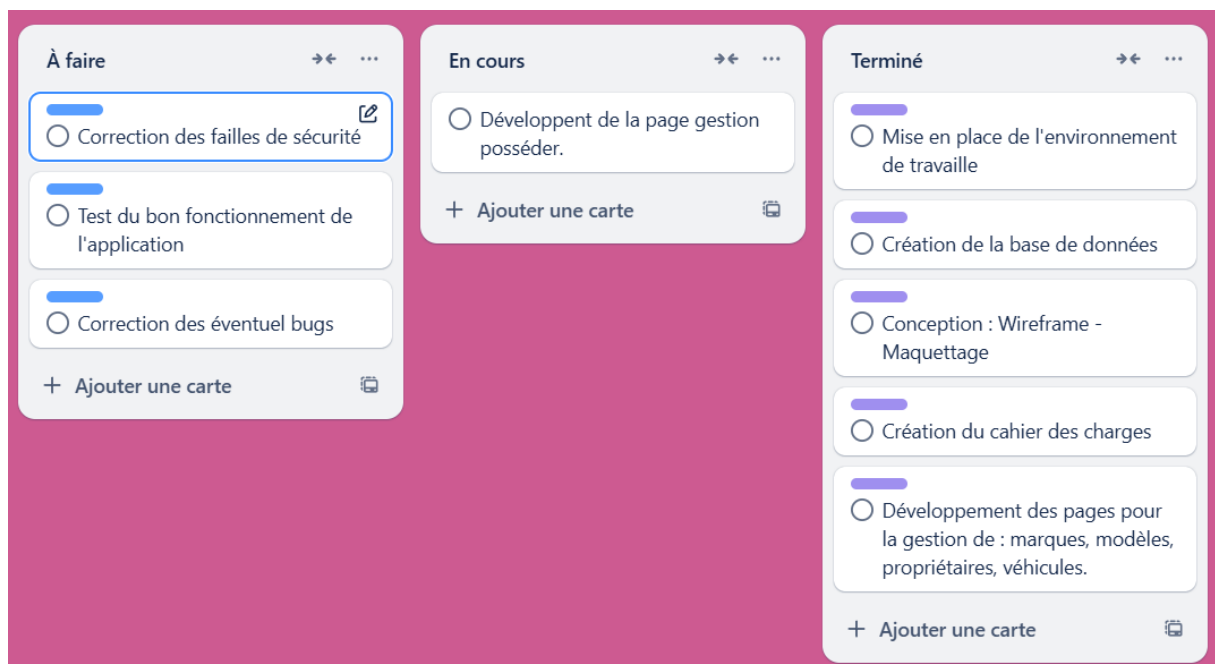 À faire
Correction des failles de sécurité
Test du bon fonctionnement de
l'application
Correction des éventuel bugs
+ Ajouter une carte
En cours
Développent de la page gestion
posséder.
+ Ajouter une carte
Terminé
Mise en place de l'environnement
de travaille
Création de la base de données
Conception : Wireframe -
Maquettage
Création du cahier des charges
Développement des pages pour
la gestion de : marques, modèles,
propriétaires, véhicules.
+ Ajouter une carte